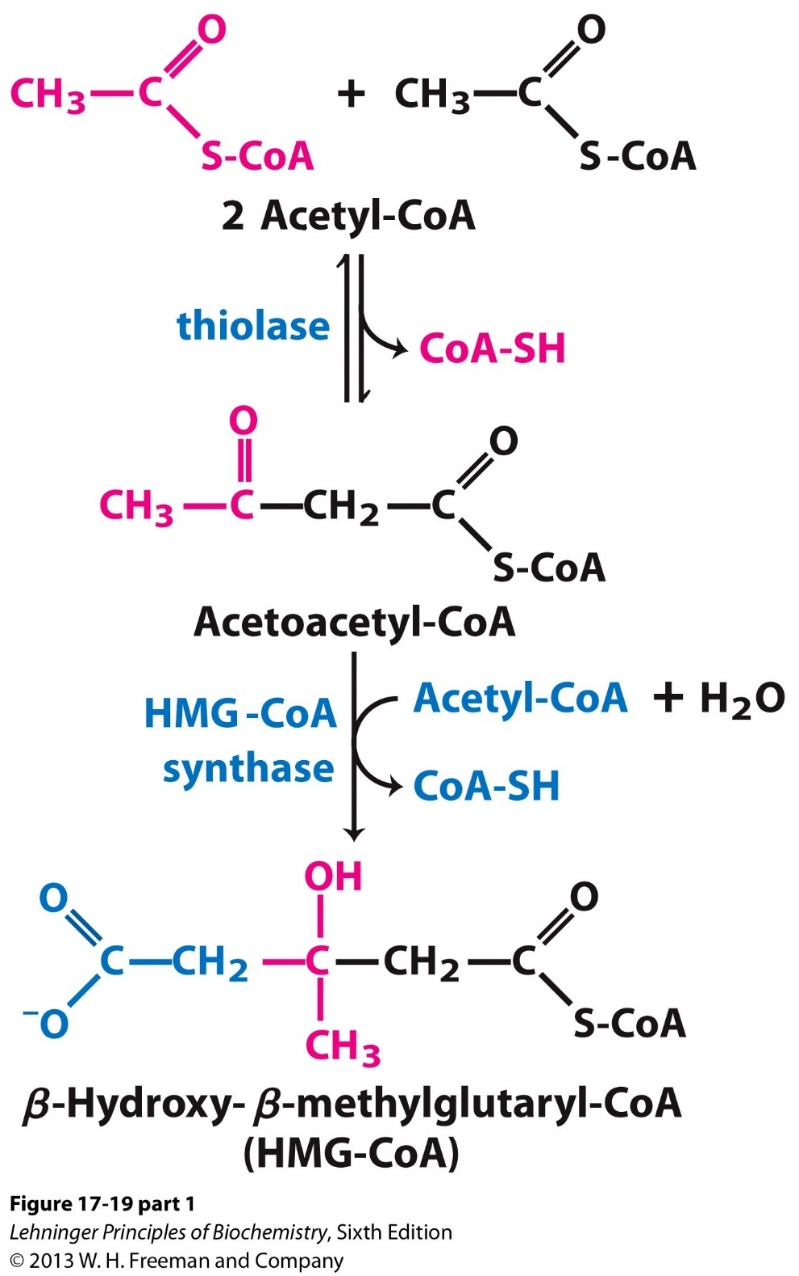 O O
CH3—C + CH3—C
S-CoA S-CoA
2 Acetyl-CoA
thiolase CoA-SH
O O
CH3—C—CH2—C
S-CoA
Acetoacetyl-CoA
HMG-CoA Acetyl-CoA + H2O
synthase CoA-SH
OH
O O
C—CH2—C—CH2—C
⁻O S-CoA
CH3
β-Hydroxy-β-methylglutaryl-CoA
(HMG-CoA)
Figure 17-19 part 1
Lehninger Principles of Biochemistry, Sixth Edition
© 2013 W. H. Freeman and Company